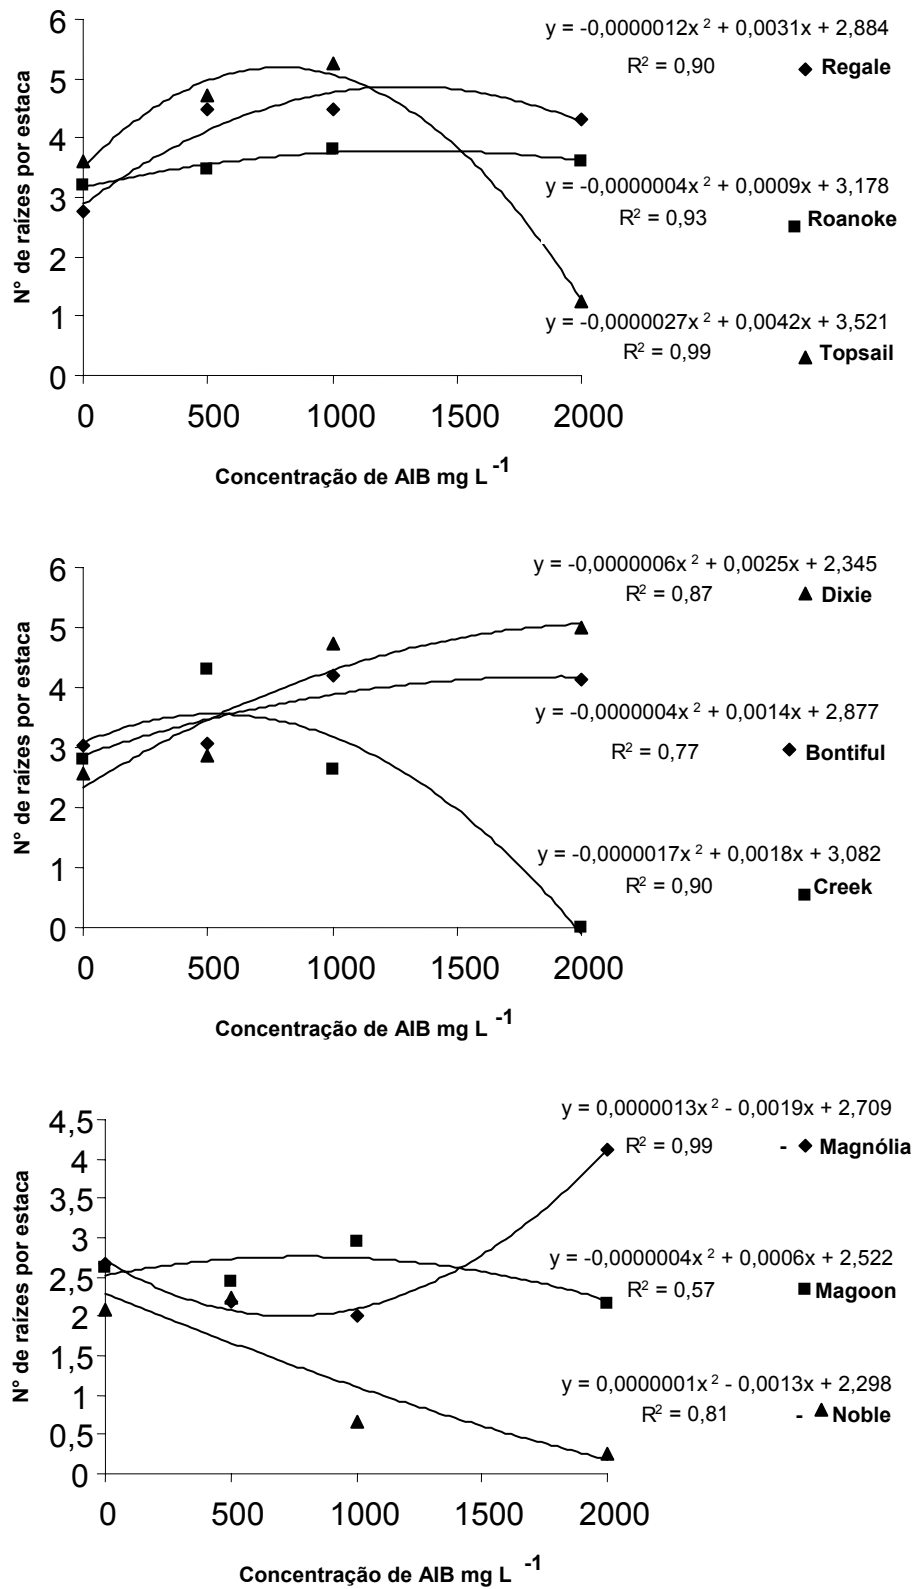 6
5
4
3
2
1
0
N° de raízes por estaca
0 500 1000 1500 2000
Concentração de AIB mg L -1
y = -0,0000012x² + 0,0031x + 2,884
R² = 0,90 ◆ Regale
y = -0,0000004x² + 0,0009x + 3,178
R² = 0,93 ■ Roanoke
y = -0,0000027x² + 0,0042x + 3,521
R² = 0,99 ▲ Topsail
6
5
4
3
2
1
0
N° de raízes por estaca
0 500 1000 1500 2000
Concentração de AIB mg L -1
y = -0,0000006x² + 0,0025x + 2,345
R² = 0,87 ▲ Dixie
y = -0,0000004x² + 0,0014x + 2,877
R² = 0,77 ◆ Bontiful
y = -0,0000017x² + 0,0018x + 3,082
R² = 0,90 ■ Creek
4,5
4
3,5
3
2,5
2
1,5
1
0,5
0
N° de raízes por estaca
0 500 1000 1500 2000
Concentração de AIB mg L -1
y = 0,0000013x² - 0,0019x + 2,709
R² = 0,99 - ◆ Magnólia
y = -0,0000004x² + 0,0006x + 2,522
R² = 0,57 ■ Magoon
y = 0,0000001x² - 0,0013x + 2,298
R² = 0,81 - ▲ Noble